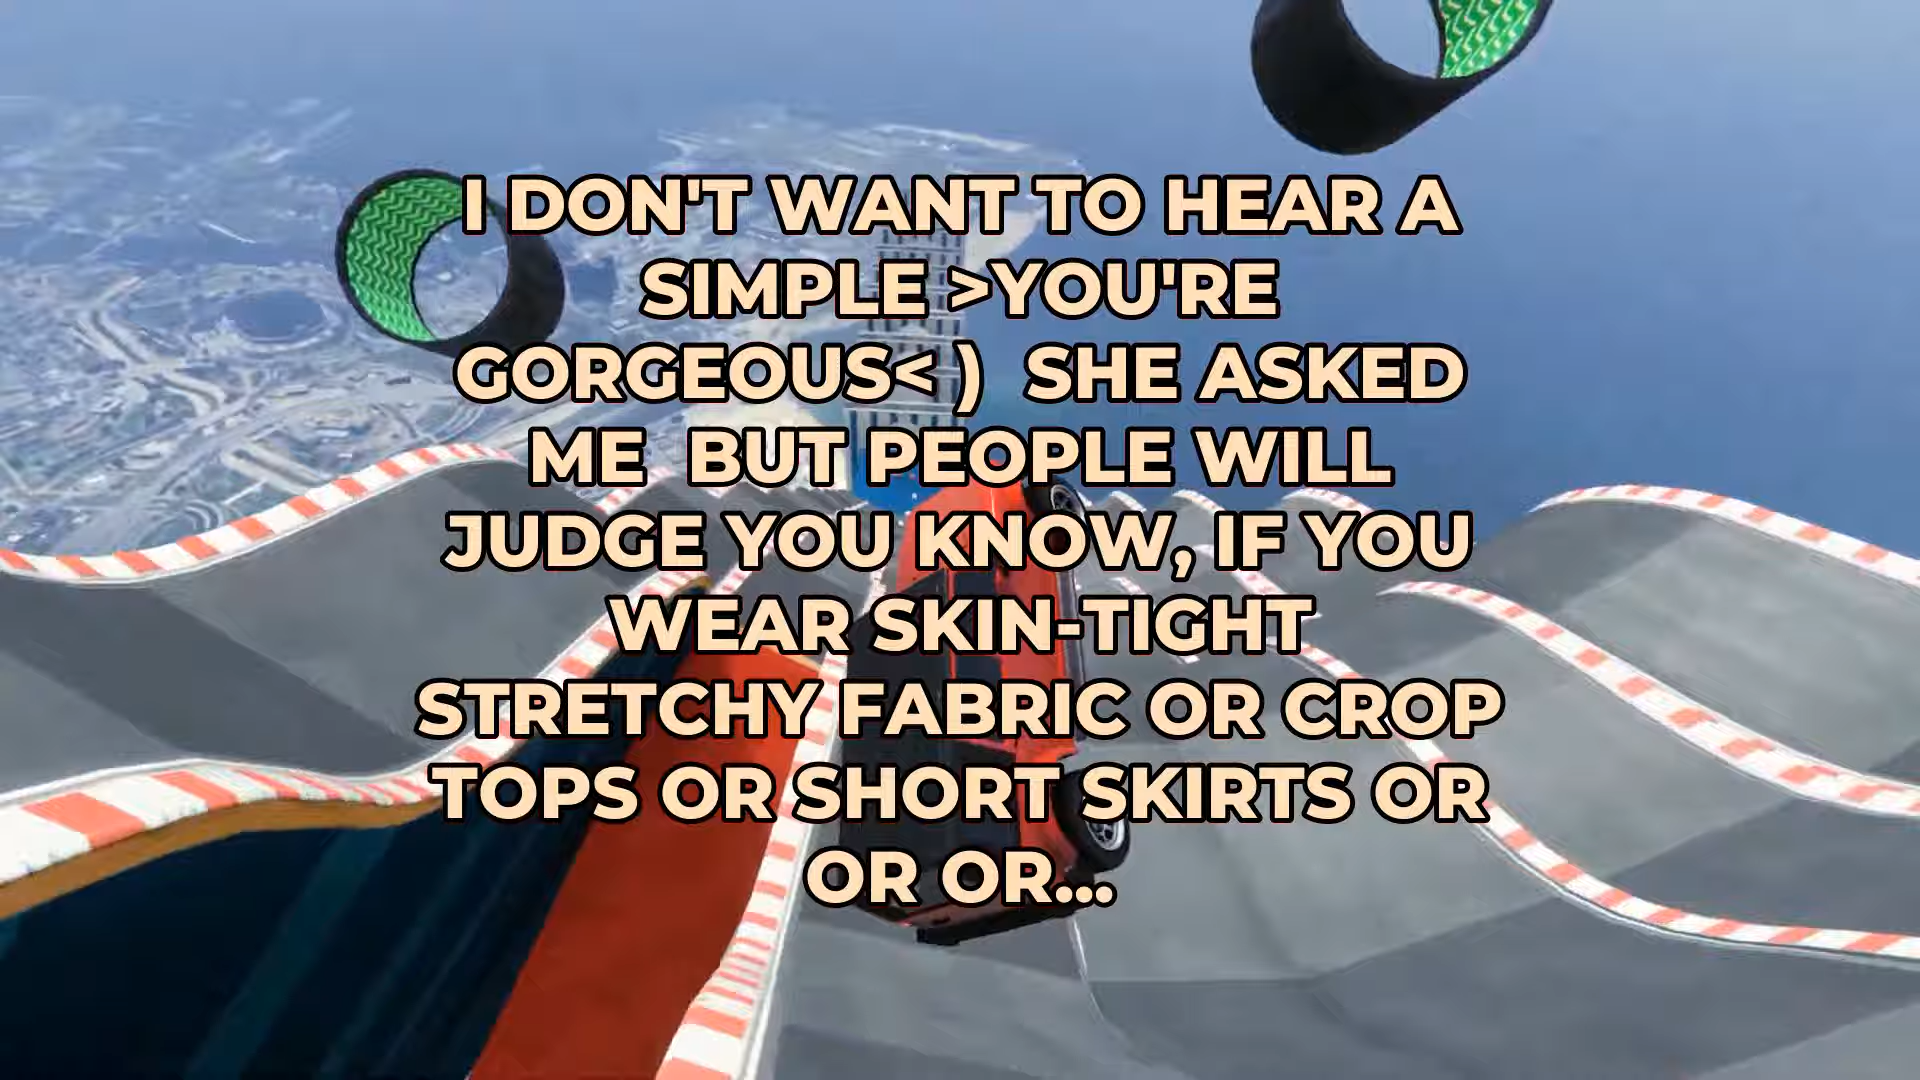 I DON'T WANT TO HEAR A
SIMPLE >YOU'RE
GORGEOUS< )  SHE ASKED
ME  BUT PEOPLE WILL
JUDGE YOU KNOW, IF YOU
WEAR SKIN-TIGHT
STRETCHY FABRIC OR CROP
TOPS OR SHORT SKIRTS OR
OR OR...